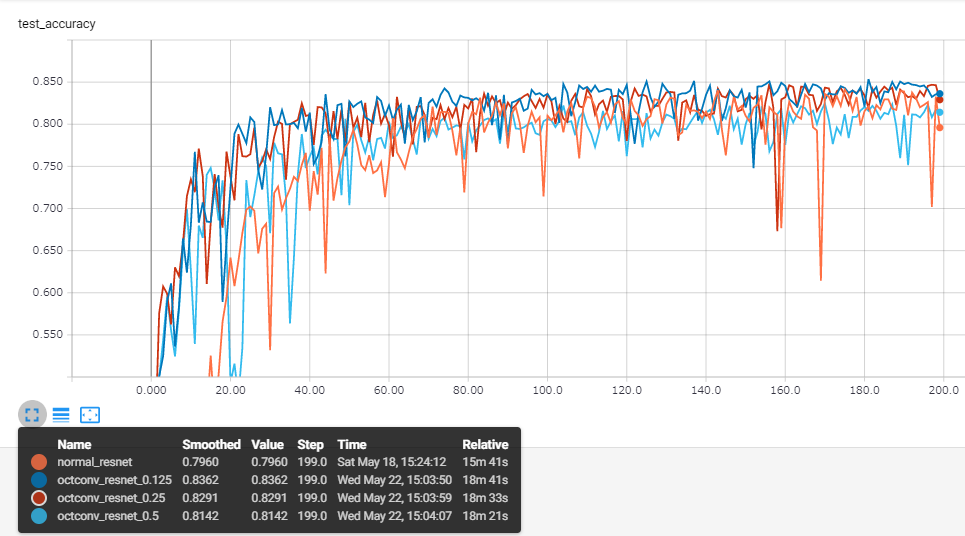 test_accuracy
0.850
0.800
0.750
0.700
0.650
0.600
0.550
0.000 20.00 40.00 60.00 80.00 100.0 120.0 140.0 160.0 180.0 200.0
Name Smoothed Value Step Time Relative
normal_resnet 0.7960 0.7960 199.0 Sat May 18, 15:24:12 15m 41s
octconv_resnet_0.125 0.8362 0.8362 199.0 Wed May 22, 15:03:50 18m 41s
octconv_resnet_0.25 0.8291 0.8291 199.0 Wed May 22, 15:03:59 18m 33s
octconv_resnet_0.5 0.8142 0.8142 199.0 Wed May 22, 15:04:07 18m 21s